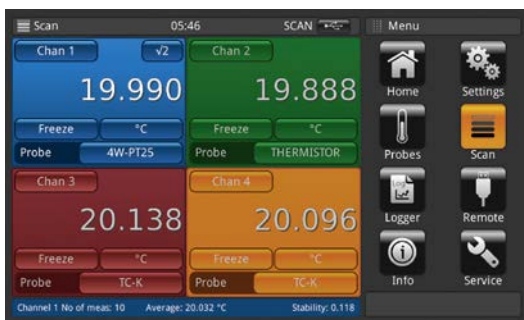 Scan 05:46 SCAN Menu
Chan 1 √2 Chan 2
19.990 19.888
Freeze °C Freeze °C
Probe 4W-PT25 Probe THERMISTOR
Chan 3 Chan 4
20.138 20.096
Freeze °C Freeze °C
Probe TC-K Probe TC-K
Channel 1 No of meas: 10 Average: 20.032 °C Stability: 0.118
Home Settings
Probes Scan
Log
Logger Remote
Info Service